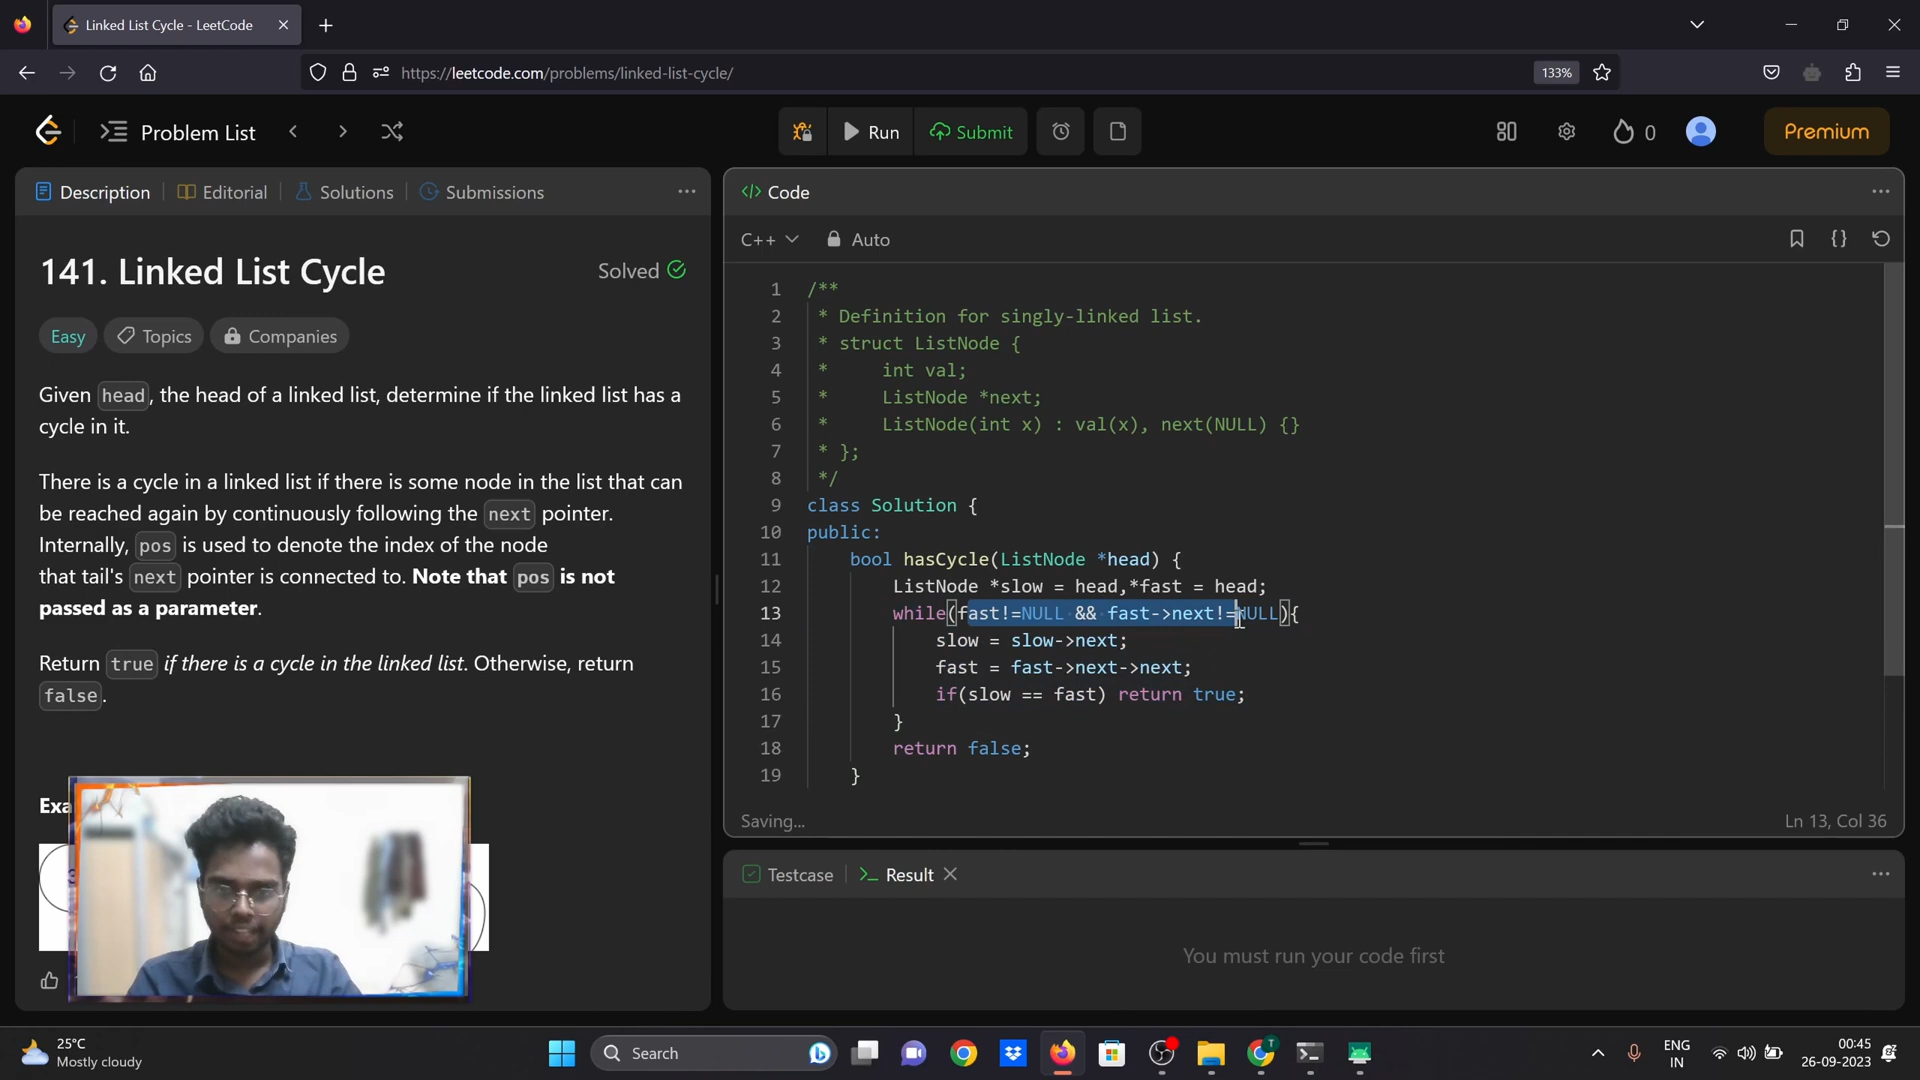 Linked List Cycle - LeetCode
https://leetcode.com/problems/linked-list-cycle/
133%
Problem List
Run
Submit
0
Premium
Description
Editorial
Solutions
Submissions
141. Linked List Cycle
Solved
Easy
Topics
Companies
Given head, the head of a linked list, determine if the linked list has a
cycle in it.
There is a cycle in a linked list if there is some node in the list that can
be reached again by continuously following the next pointer.
Internally, pos is used to denote the index of the node
that tail's next pointer is connected to. Note that pos is not
passed as a parameter.
Return true if there is a cycle in the linked list. Otherwise, return
false.
Exa
Code
C++
Auto
1 /**
2 * Definition for singly-linked list.
3 * struct ListNode {
4 * int val;
5 * ListNode *next;
6 * ListNode(int x) : val(x), next(NULL) {}
7 * };
8 */
9 class Solution {
10 public:
11 bool hasCycle(ListNode *head) {
12 ListNode *slow = head,*fast = head;
13 while(fast!=NULL && fast->next!=NULL){
14 slow = slow->next;
15 fast = fast->next->next;
16 if(slow == fast) return true;
17 }
18 return false;
19 }
Saving...
Ln 13, Col 36
Testcase
Result
You must run your code first
25°C
Mostly cloudy
Search
ENG
IN
00:45
26-09-2023